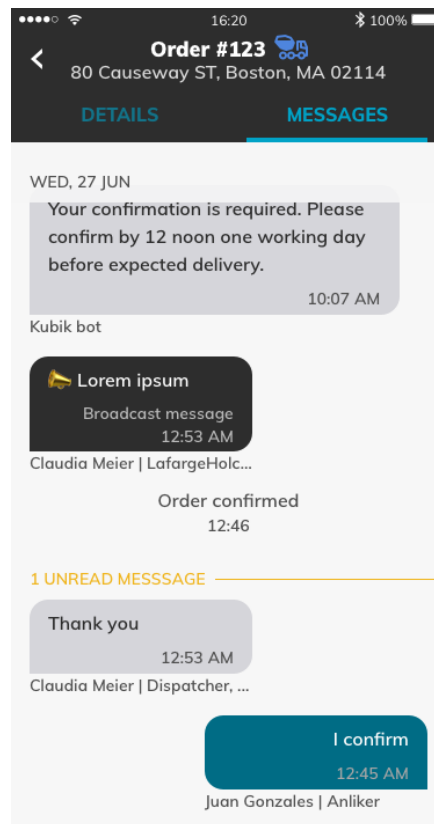 16:20
100%
Order #123
80 Causeway ST, Boston, MA 02114
DETAILS
MESSAGES
WED, 27 JUN
Your confirmation is required. Please
confirm by 12 noon one working day
before expected delivery.
10:07 AM
Kubik bot
Lorem ipsum
Broadcast message
12:53 AM
Claudia Meier | LafargeHolc...
Order confirmed
12:46
1 UNREAD MESSSAGE
Thank you
12:53 AM
Claudia Meier | Dispatcher, ...
I confirm
12:45 AM
Juan Gonzales | Anliker